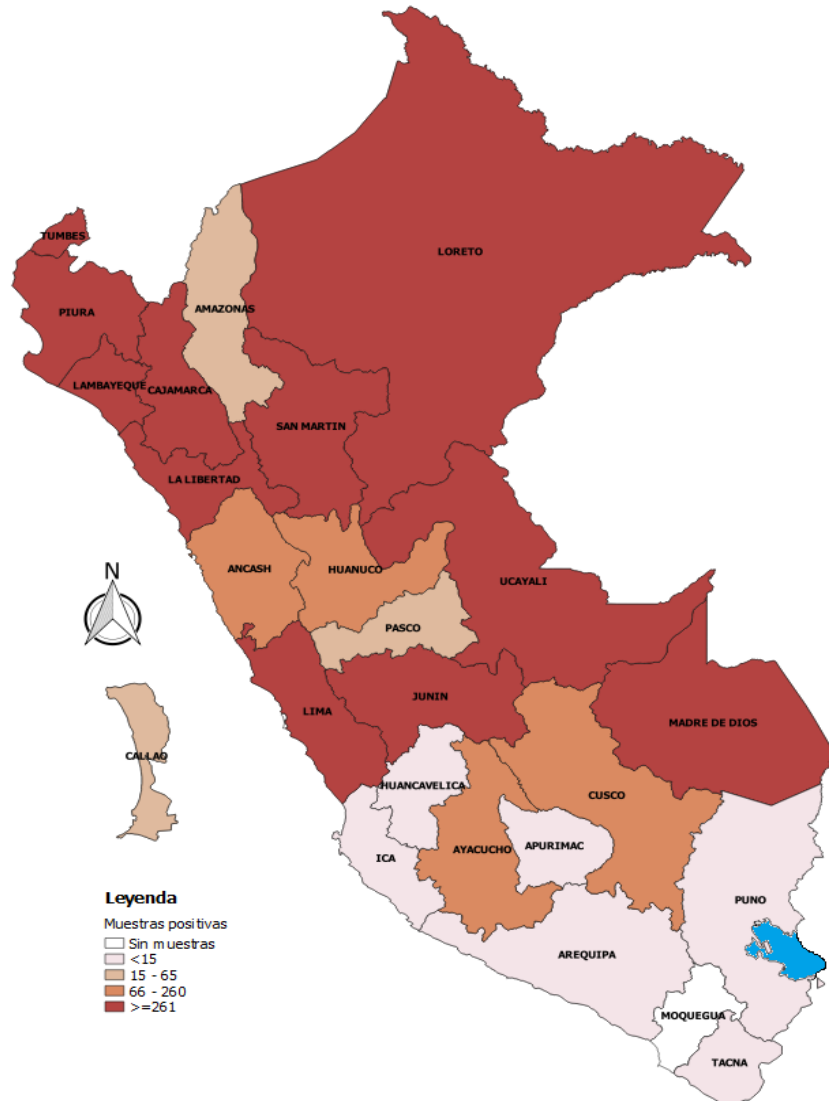 LORETO
TUMBES
AMAZONAS
PIURA
LAMBAYEQUE
CAJAMARCA
SAN MARTIN
LA LIBERTAD
ANCASH
HUANUCO
UCAYALI
N
PASCO
JUNIN
LIMA
MADRE DE DIOS
CALLAO
HUANCAVELICA
CUSCO
AYACUCHO
APURIMAC
ICA
PUNO
AREQUIPA
MOQUEGUA
TACNA
Leyenda
Muestras positivas
Sin muestras
<15
15 - 65
66 - 260
>=261